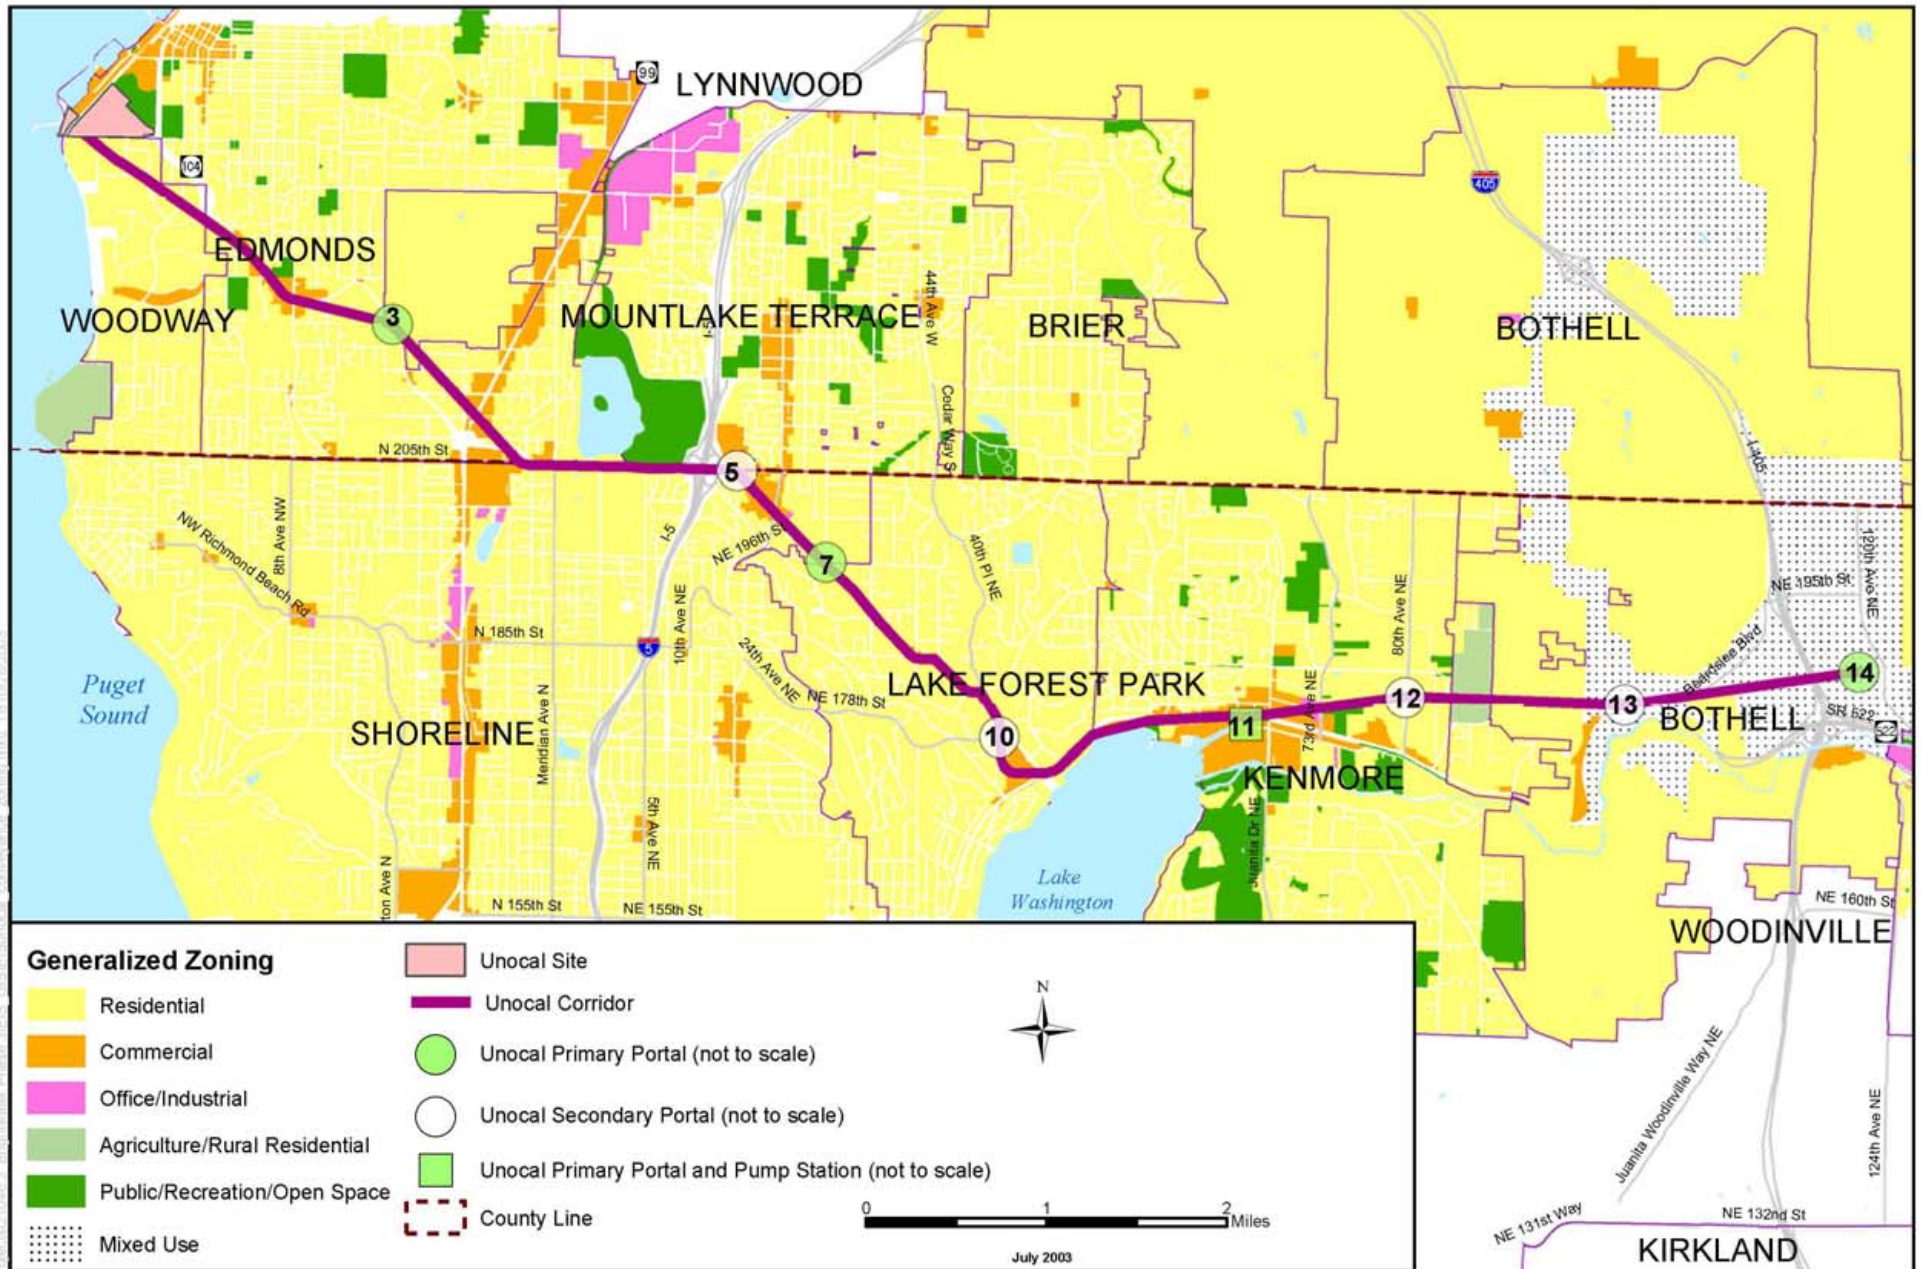 LYNNWOOD
99
104
405
EDMONDS
WOODWAY
3
MOUNTLAKE TERRACE
I-5
44th Ave W
BRIER
BOTHELL
Cedar Way S
N 205th St
5
I-405
NW Richmond Beach Rd
8th Ave NW
I-5
NE 196th S
7
40th Pl NE
80th Ave NE
NE 195th St
120th Ave NE
N 185th St
5
10th Ave NE
24th Ave NE
NE 178th St
LAKE FOREST PARK
Beardslee Blvd
14
Puget
Sound
SHORELINE
Meridian Ave N
10
11
73rd Ave NE
12
13
BOTHELL
SR 522
522
KENMORE
5th Ave NE
Juanita Dr NE
Lake
Washington
ton Ave N
N 155th St
NE 155th St
NE 160th St
WOODINVILLE
Juanita Woodinville Way NE
124th Ave NE
NE 131st Way
NE 132nd St
KIRKLAND
Generalized Zoning
Residential
Commercial
Office/Industrial
Agriculture/Rural Residential
Public/Recreation/Open Space
Mixed Use
Unocal Site
Unocal Corridor
Unocal Primary Portal (not to scale)
Unocal Secondary Portal (not to scale)
Unocal Primary Portal and Pump Station (not to scale)
County Line
N
0 1 2
Miles
July 2003